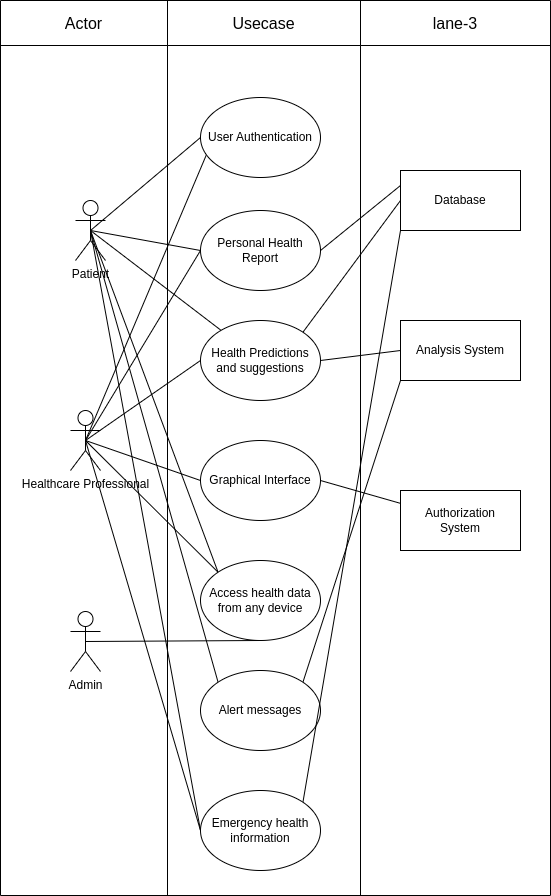 Actor
Usecase
lane-3
User Authentication
Personal Health
Report
Database
Patient
Health Predictions
and suggestions
Analysis System
Healthcare Professional
Graphical Interface
Authorization
System
Access health data
from any device
Admin
Alert messages
Emergency health
information